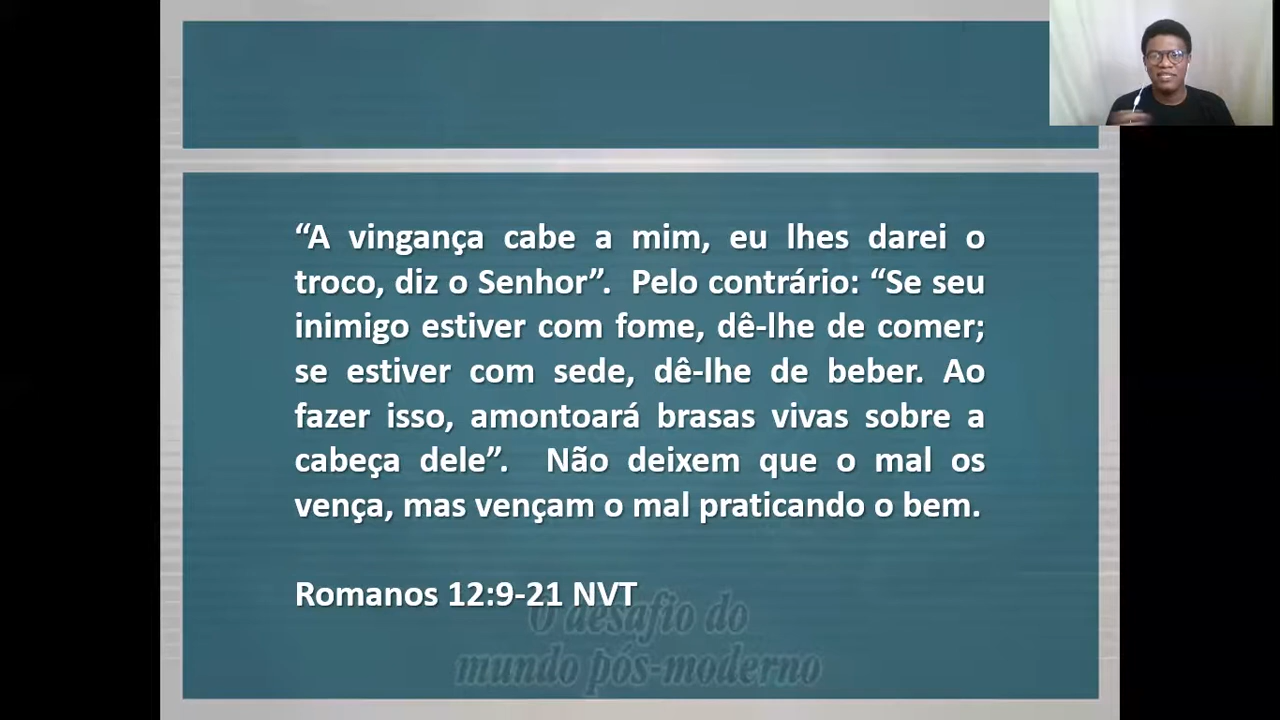 “A vingança cabe a mim, eu lhes darei o
troco, diz o Senhor”. Pelo contrário: “Se seu
inimigo estiver com fome, dê-lhe de comer;
se estiver com sede, dê-lhe de beber. Ao
fazer isso, amontoará brasas vivas sobre a
cabeça dele”. Não deixem que o mal os
vença, mas vençam o mal praticando o bem.
Romanos 12:9-21 NVT
O desafio do
mundo pós-moderno